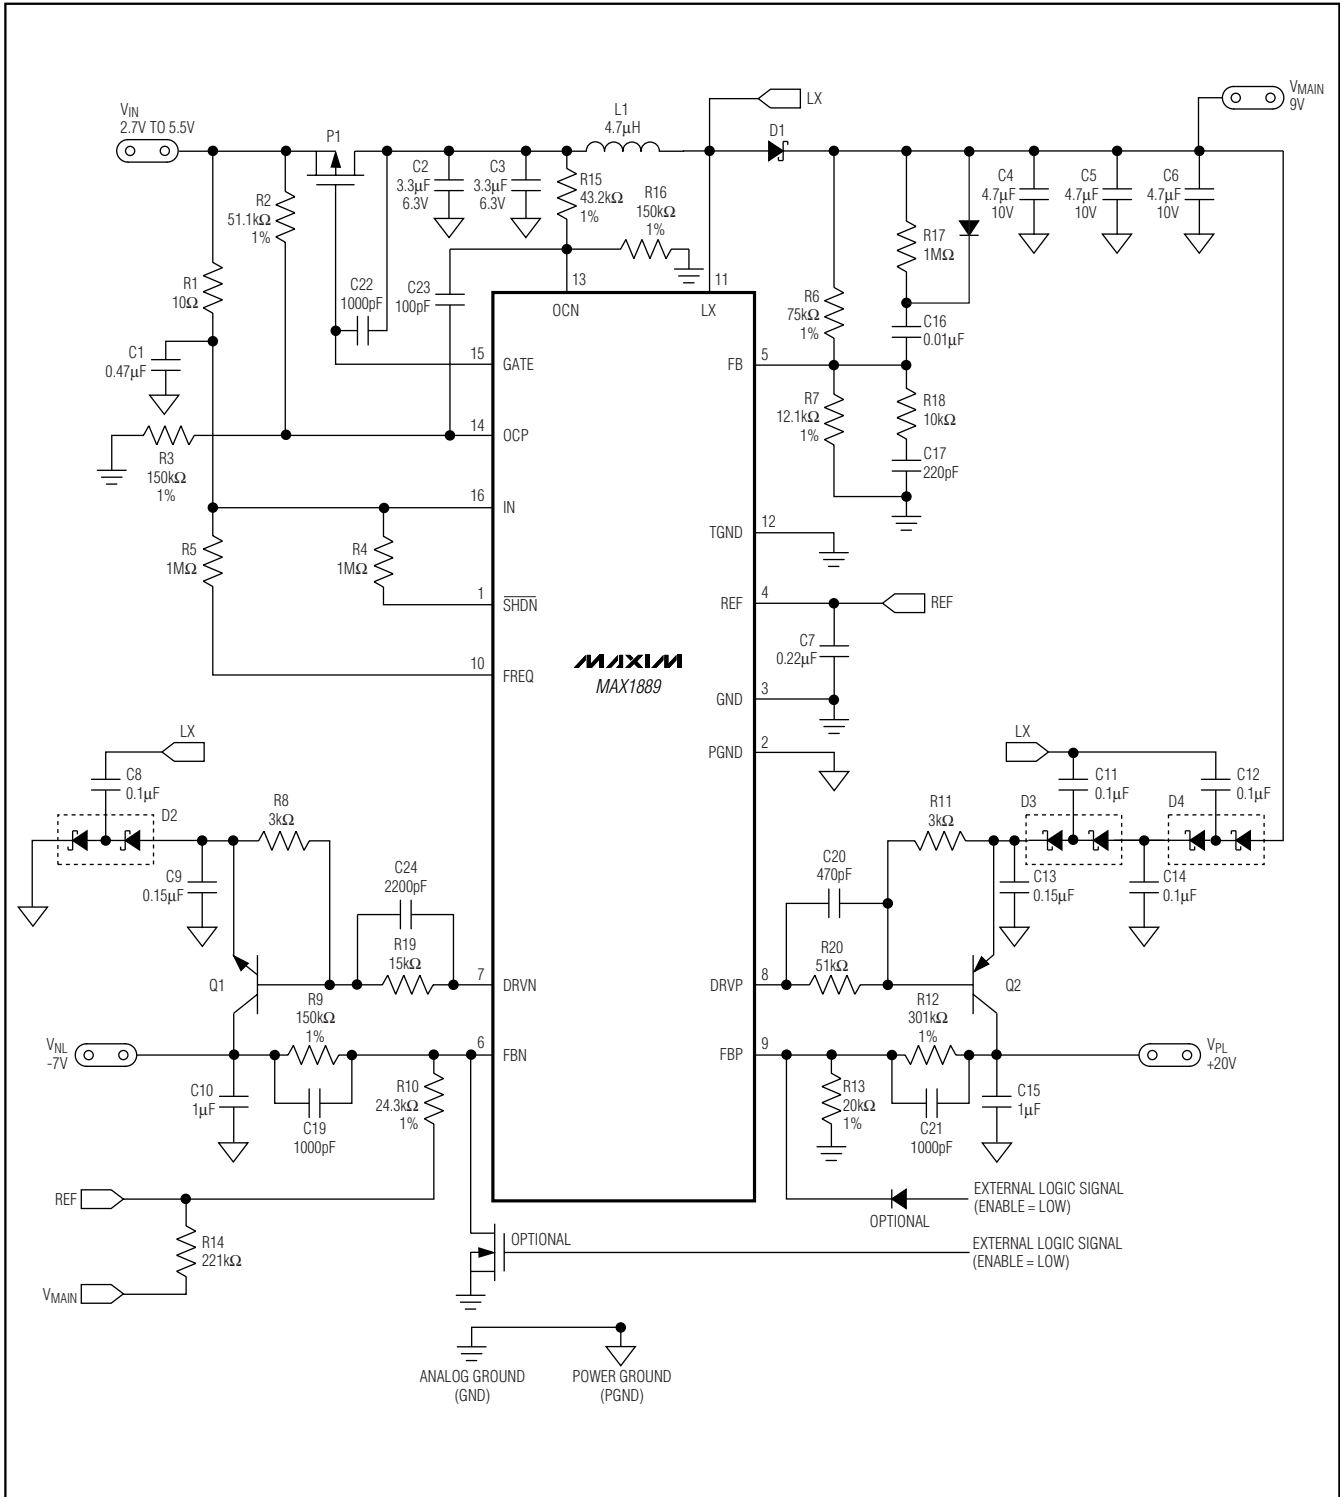 VIN
2.7V TO 5.5V
P1
L1
4.7µH
LX
D1
VMAIN
9V
C2
3.3µF
6.3V
C3
3.3µF
6.3V
R15
43.2kΩ
1%
R16
150kΩ
1%
C4
4.7µF
10V
C5
4.7µF
10V
C6
4.7µF
10V
R2
51.1kΩ
1%
R17
1MΩ
R1
10Ω
C22
1000pF
C23
100pF
13
OCN
11
LX
R6
75kΩ
1%
C16
0.01µF
C1
0.47µF
15
GATE
FB
5
R7
12.1kΩ
1%
R18
10kΩ
14
OCP
R3
150kΩ
1%
C17
220pF
16
IN
TGND
12
R5
1MΩ
R4
1MΩ
1
SHDN
REF
4
REF
C7
0.22µF
10
FREQ
MAXIM
MAX1889
GND
3
PGND
2
LX
C8
0.1µF
D2
R8
3kΩ
C9
0.15µF
C24
2200pF
R19
15kΩ
Q1
7
DRVN
LX
C11
0.1µF
C12
0.1µF
R11
3kΩ
D3
D4
C20
470pF
C13
0.15µF
C14
0.1µF
R20
51kΩ
DRVP
8
Q2
R9
150kΩ
1%
6
FBN
VNL
-7V
C10
1µF
C19
1000pF
R10
24.3kΩ
1%
FBP
9
R12
301kΩ
1%
VPL
+20V
R13
20kΩ
1%
C21
1000pF
C15
1µF
REF
R14
221kΩ
VMAIN
OPTIONAL
EXTERNAL LOGIC SIGNAL
(ENABLE = LOW)
OPTIONAL
EXTERNAL LOGIC SIGNAL
(ENABLE = LOW)
ANALOG GROUND
(GND)
POWER GROUND
(PGND)